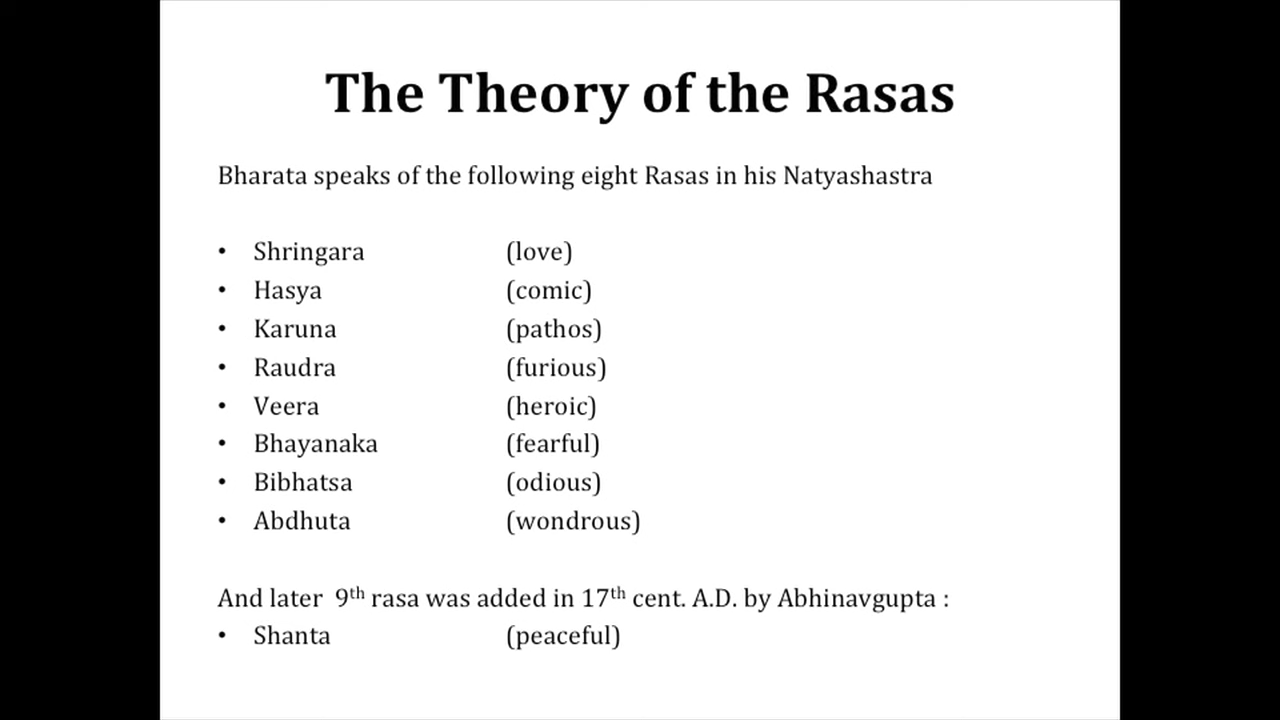 The Theory of the Rasas
Bharata speaks of the following eight Rasas in his Natyashastra
• Shringara (love)
• Hasya (comic)
• Karuna (pathos)
• Raudra (furious)
• Veera (heroic)
• Bhayanaka (fearful)
• Bibhatsa (odious)
• Abdhuta (wondrous)
And later 9th rasa was added in 17th cent. A.D. by Abhinavgupta :
• Shanta (peaceful)